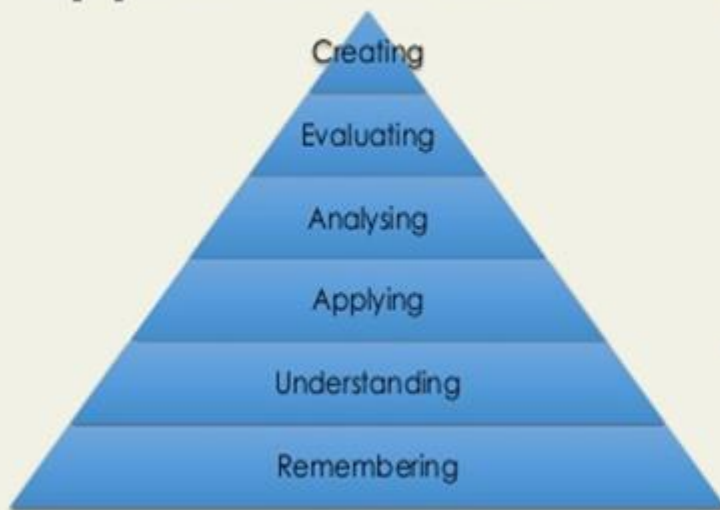 Creating
Evaluating
Analysing
Applying
Understanding
Remembering